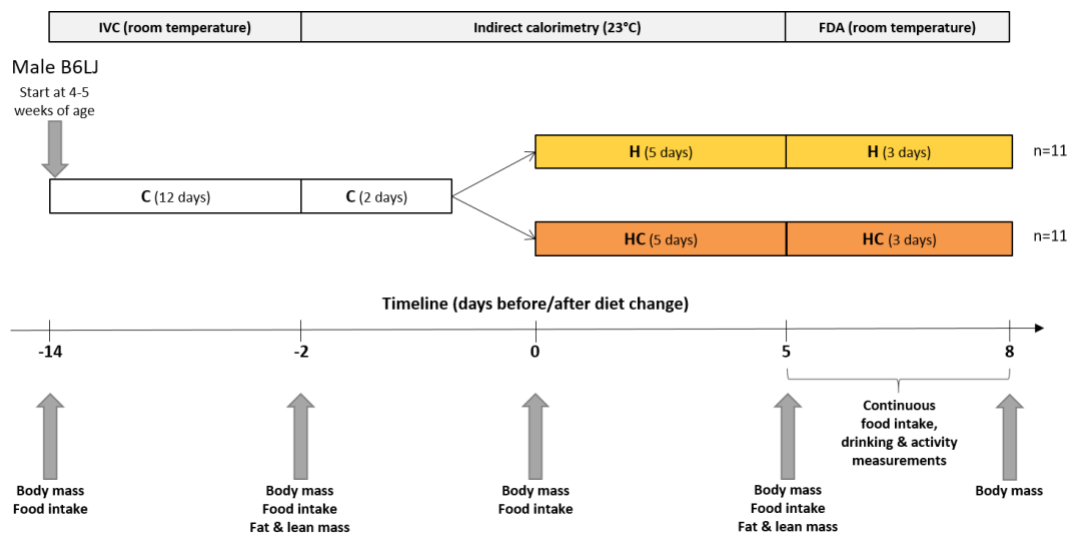 IVC (room temperature)
Indirect calorimetry (23°C)
FDA (room temperature)
Male B6LJ
Start at 4-5
weeks of age
H (5 days)
H (3 days)
n=11
C (12 days)
C (2 days)
HC (5 days)
HC (3 days)
n=11
Timeline (days before/after diet change)
-14
-2
0
5
8
Continuous
food intake,
drinking & activity
measurements
Body mass
Food intake
Body mass
Food intake
Fat & lean mass
Body mass
Food intake
Body mass
Food intake
Fat & lean mass
Body mass